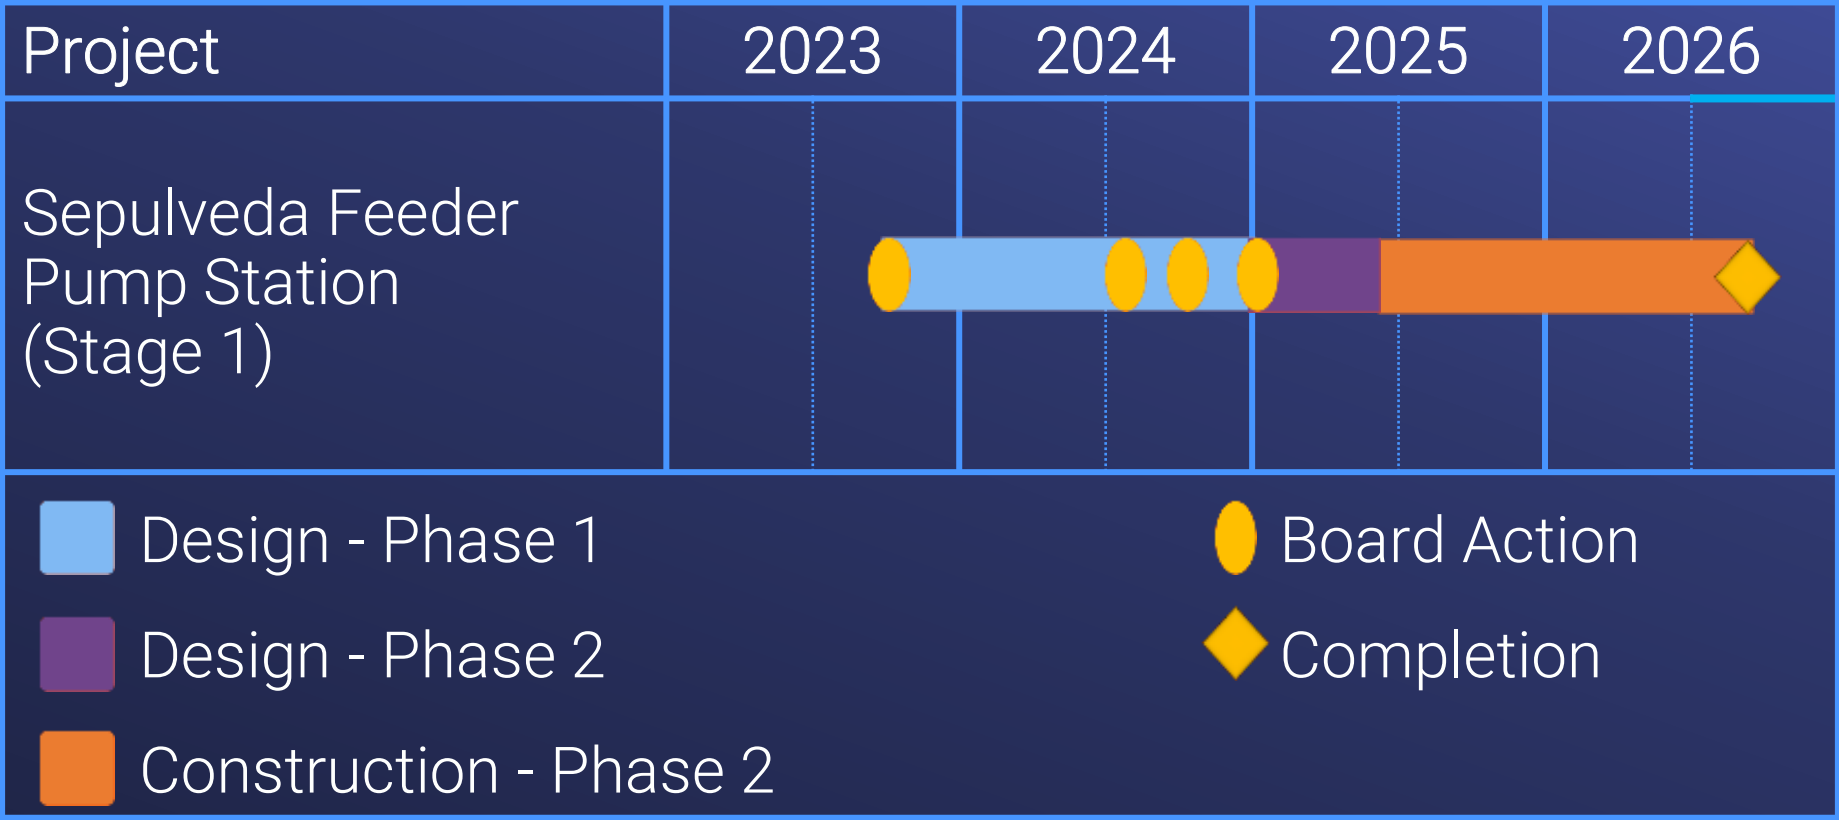 Project 2023 2024 2025 2026
Sepulveda Feeder
Pump Station
(Stage 1)
Design - Phase 1
Board Action
Design - Phase 2
Completion
Construction - Phase 2